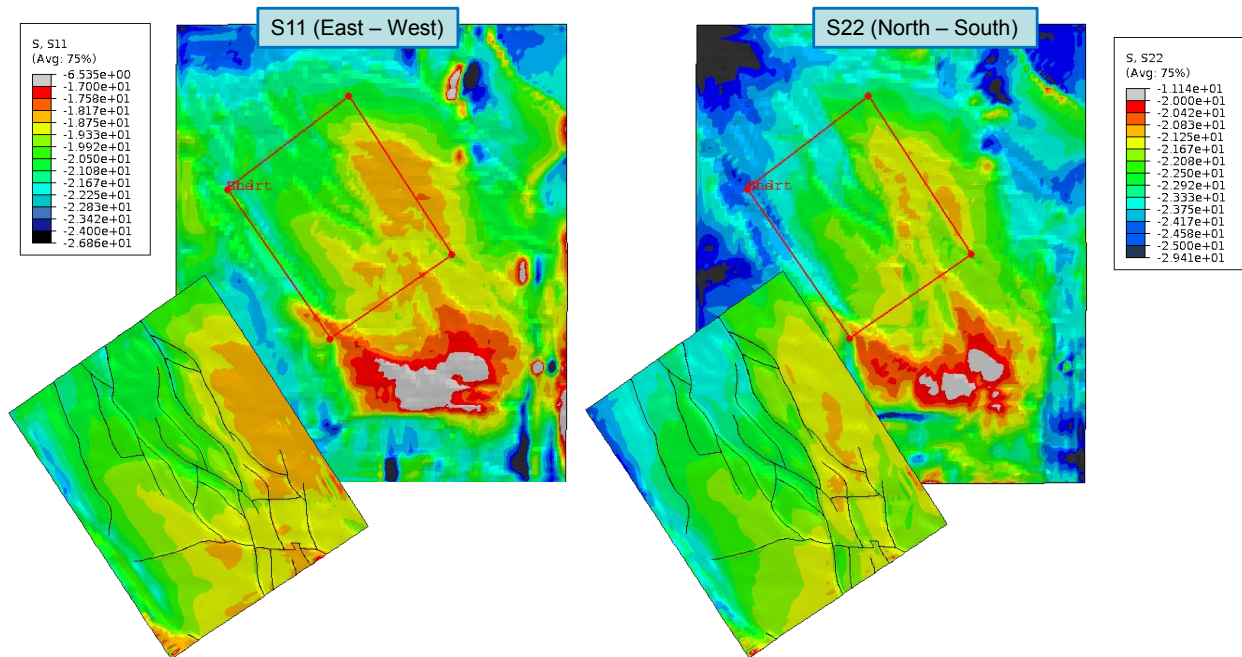 S11 (East – West)
S, S11
(Avg: 75%)
-6.535e+00
-1.700e+01
-1.758e+01
-1.817e+01
-1.875e+01
-1.933e+01
-1.992e+01
-2.050e+01
-2.108e+01
-2.167e+01
-2.225e+01
-2.283e+01
-2.342e+01
-2.400e+01
-2.686e+01
S22 (North – South)
S, S22
(Avg: 75%)
-1.114e+01
-2.000e+01
-2.042e+01
-2.083e+01
-2.125e+01
-2.167e+01
-2.208e+01
-2.250e+01
-2.292e+01
-2.333e+01
-2.375e+01
-2.417e+01
-2.458e+01
-2.500e+01
-2.941e+01